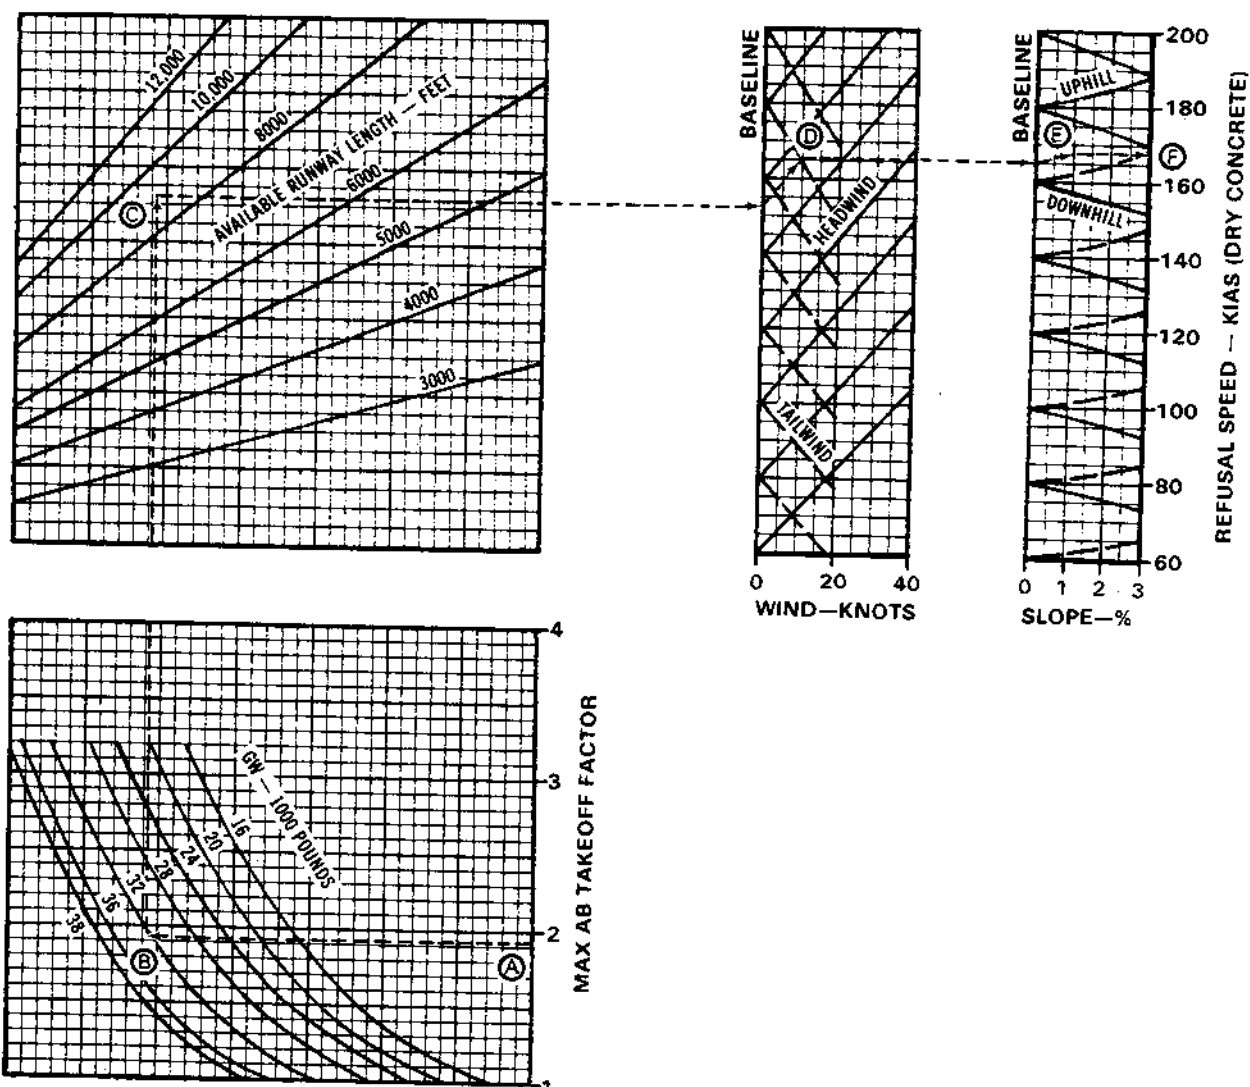 12,000
10,000
8000
AVAILABLE RUNWAY LENGTH — FEET
6000
5000
4000
3000
C
BASELINE
D
HEADWIND
TAILWIND
0 20 40
WIND—KNOTS
BASELINE
UPHILL
E
F
DOWNHILL
200
180
160
140
120
100
80
60
0 1 2 3
SLOPE—%
REFUSAL SPEED — KIAS (DRY CONCRETE)
4
3
2
1
MAX AB TAKEOFF FACTOR
GW — 1000 POUNDS
16
20
24
28
32
36
38
B
A